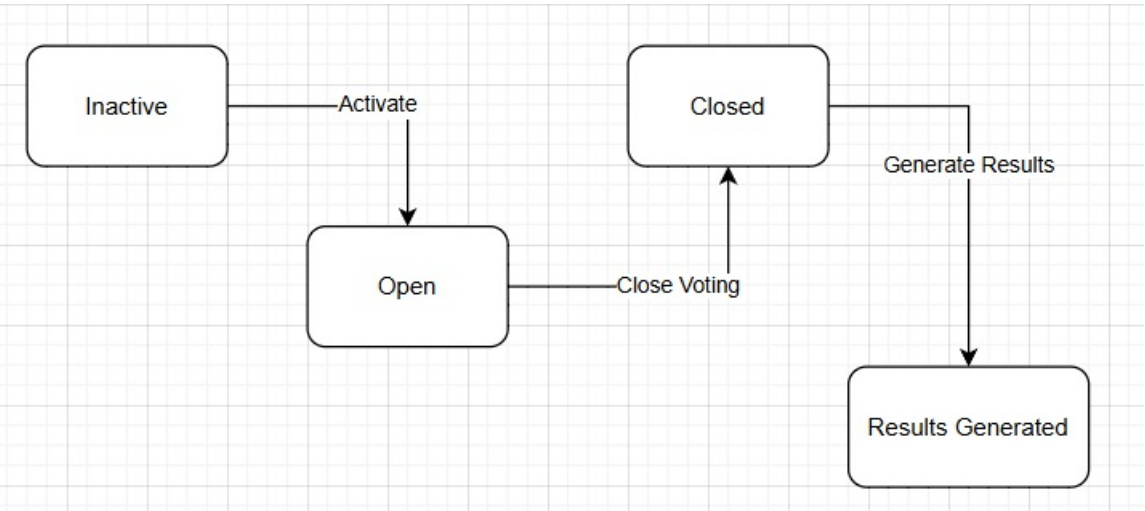 Inactive
Activate
Open
Close Voting
Closed
Generate Results
Results Generated